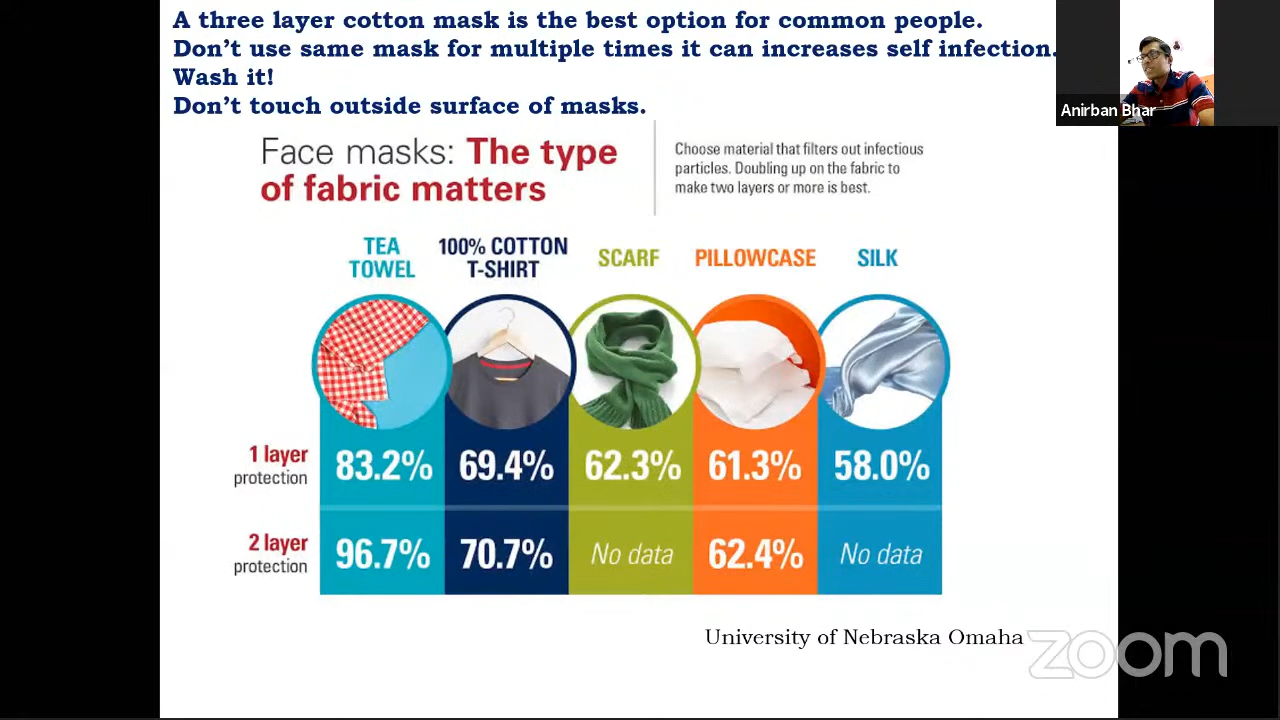 A three layer cotton mask is the best option for common people.
Don't use same mask for multiple times it can increases self infection.
Wash it!
Don't touch outside surface of masks.
Anirban Bhar
Face masks: The type
of fabric matters
Choose material that filters out infectious
particles. Doubling up on the fabric to
make two layers or more is best.
TEA
TOWEL
100% COTTON
T-SHIRT
SCARF
PILLOWCASE
SILK
1 layer
protection
83.2%
69.4%
62.3%
61.3%
58.0%
2 layer
protection
96.7%
70.7%
No data
62.4%
No data
University of Nebraska Omaha
zoom